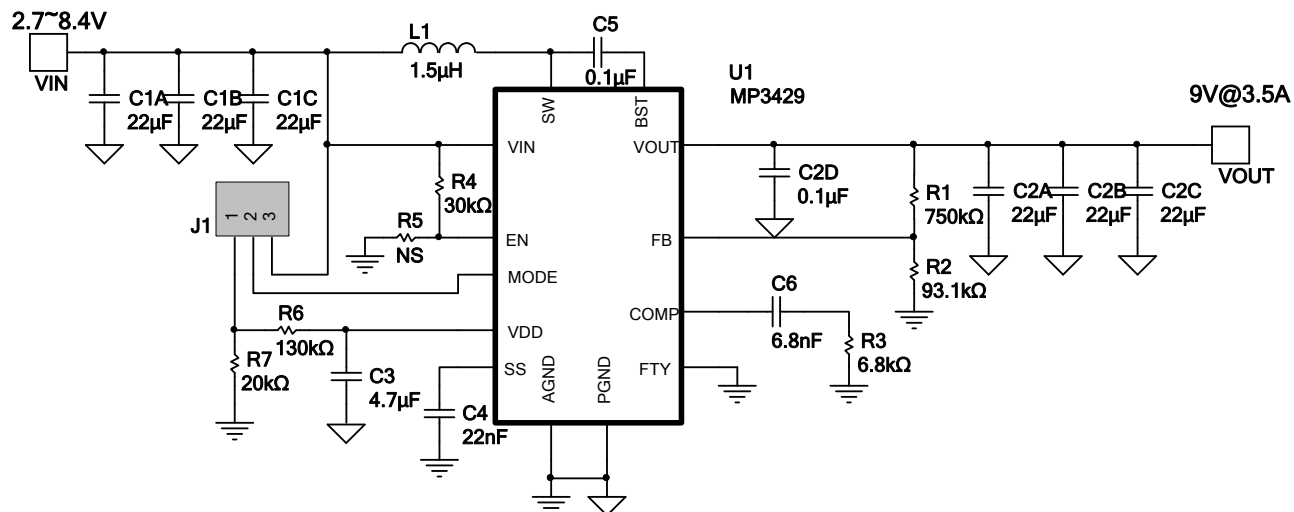 2.7~8.4V
VIN
C1A
22µF
C1B
22µF
C1C
22µF
L1
1.5µH
C5
0.1µF
U1
MP3429
9V@3.5A
VOUT
SW
BST
VIN
VOUT
EN
FB
MODE
COMP
VDD
SS
FTY
AGND
PGND
J1
1
2
3
R4
30kΩ
R5
NS
R6
130kΩ
R7
20kΩ
C3
4.7µF
C4
22nF
C2D
0.1µF
R1
750kΩ
R2
93.1kΩ
C2A
22µF
C2B
22µF
C2C
22µF
C6
6.8nF
R3
6.8kΩ